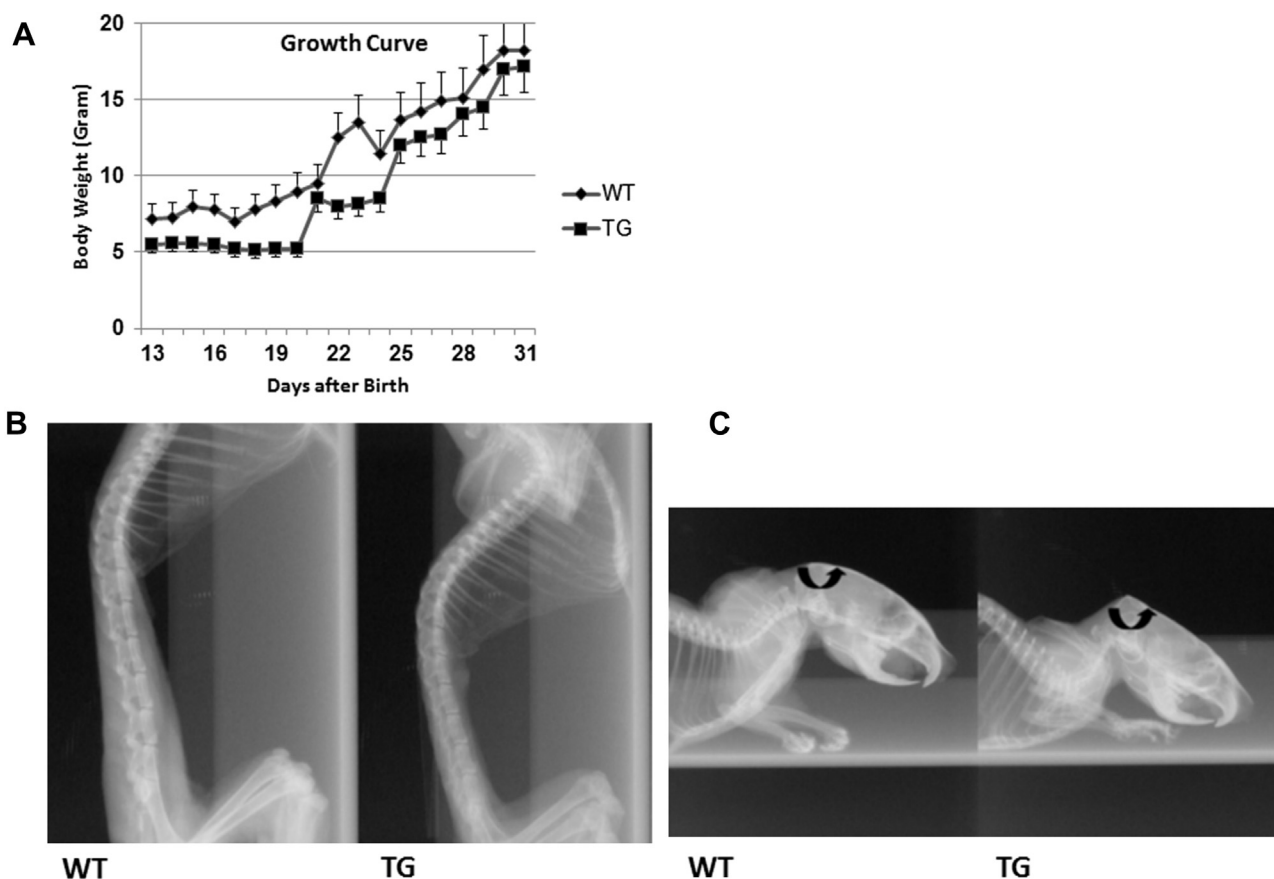 A
Growth Curve
20
15
10
5
0
Body Weight (Gram)
13 16 19 22 25 28 31
Days after Birth
WT
TG
B
C
WT TG
WT TG